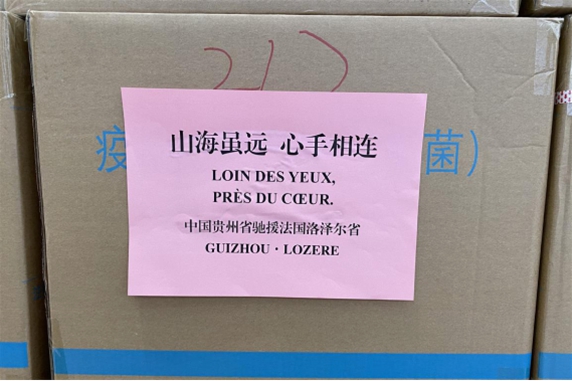 山海虽远 心手相连
LOIN DES YEUX,
PRÈS DU CŒUR.
中国贵州省驰援法国洛泽尔省
GUIZHOU · LOZERE
菌)